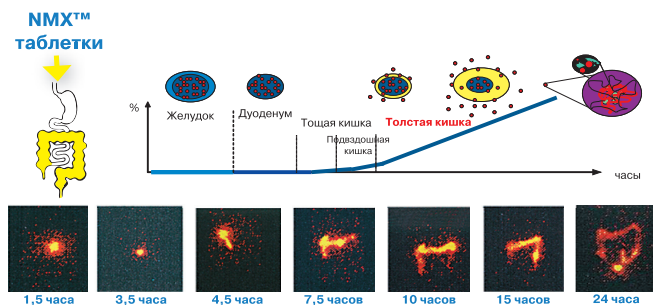 NMX™
таблетки
%
Желудок
Дуоденум
Тощая кишка
Подвздошная
кишка
Толстая кишка
часы
1,5 часа
3,5 часа
4,5 часа
7,5 часов
10 часов
15 часов
24 часа